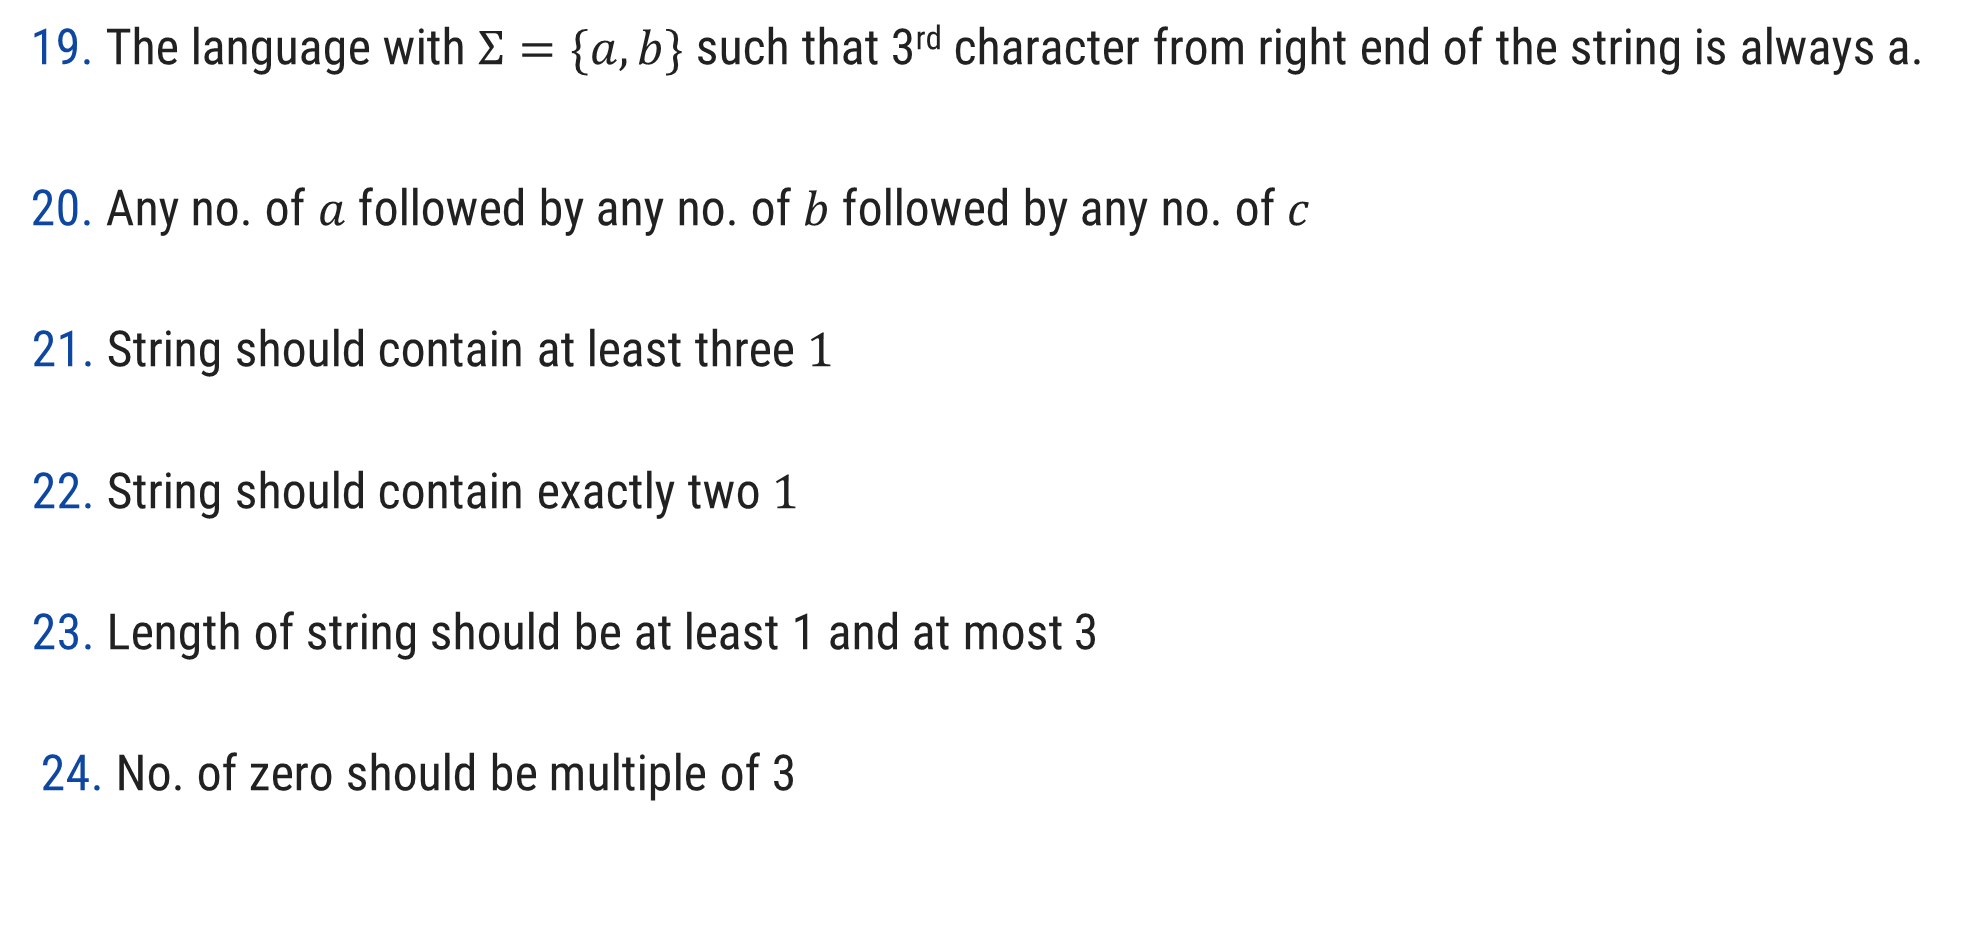 19. The language with Σ = {a, b} such that 3rd character from right end of the string is always a.
20. Any no. of a followed by any no. of b followed by any no. of c
21. String should contain at least three 1
22. String should contain exactly two 1
23. Length of string should be at least 1 and at most 3
24. No. of zero should be multiple of 3